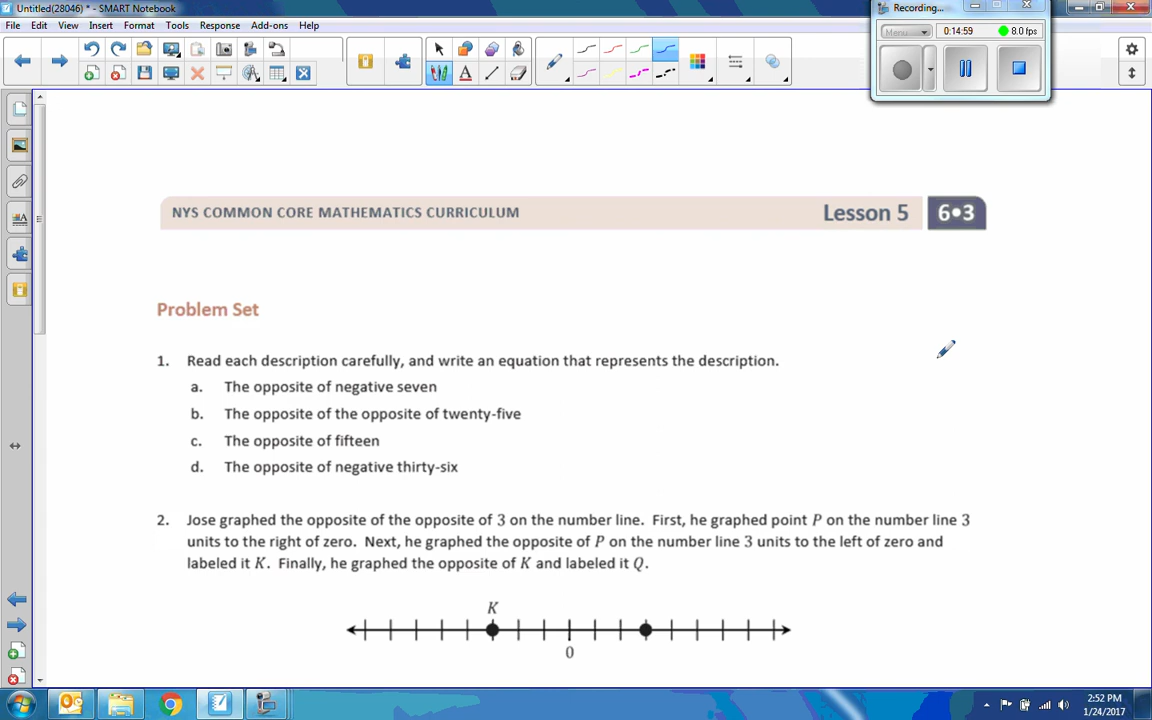 Untitled(28046) * - SMART Notebook
Recording...
File Edit View Insert Format Tools Response Add-ons Help
Menu
0:14:59
8.0 fps
NYS COMMON CORE MATHEMATICS CURRICULUM
Lesson 5
6•3
Problem Set
1. Read each description carefully, and write an equation that represents the description.
a. The opposite of negative seven
b. The opposite of the opposite of twenty-five
c. The opposite of fifteen
d. The opposite of negative thirty-six
2. Jose graphed the opposite of the opposite of 3 on the number line. First, he graphed point P on the number line 3
units to the right of zero. Next, he graphed the opposite of P on the number line 3 units to the left of zero and
labeled it K. Finally, he graphed the opposite of K and labeled it Q.
K
0
2:52 PM
1/24/2017